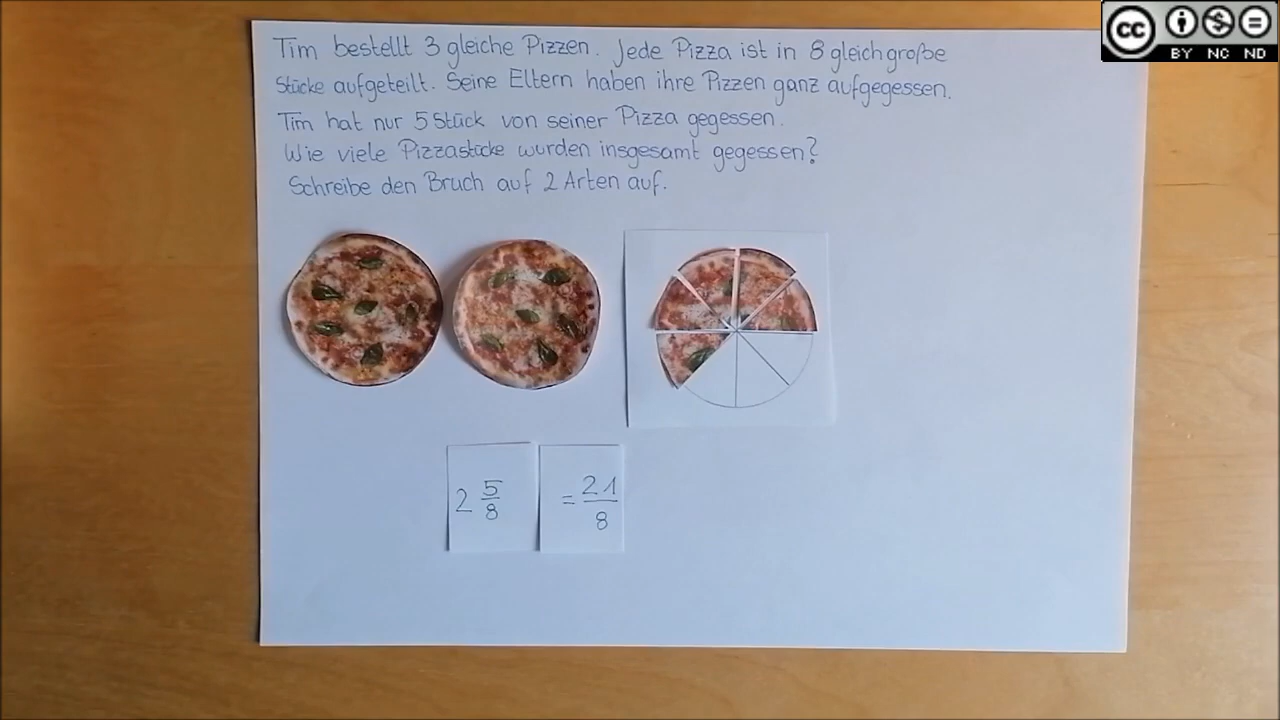 Tim bestellt 3 gleiche Pizzen. Jede Pizza ist in 8 gleichgroße
Stücke aufgeteilt. Seine Eltern haben ihre Pizzen ganz aufgegessen.
Tim hat nur 5 Stück von seiner Pizza gegessen.
Wie viele Pizzastücke wurden insgesamt gegessen?
Schreibe den Bruch auf 2 Arten auf.
2 5/8 = 21/8
CC BY NC ND